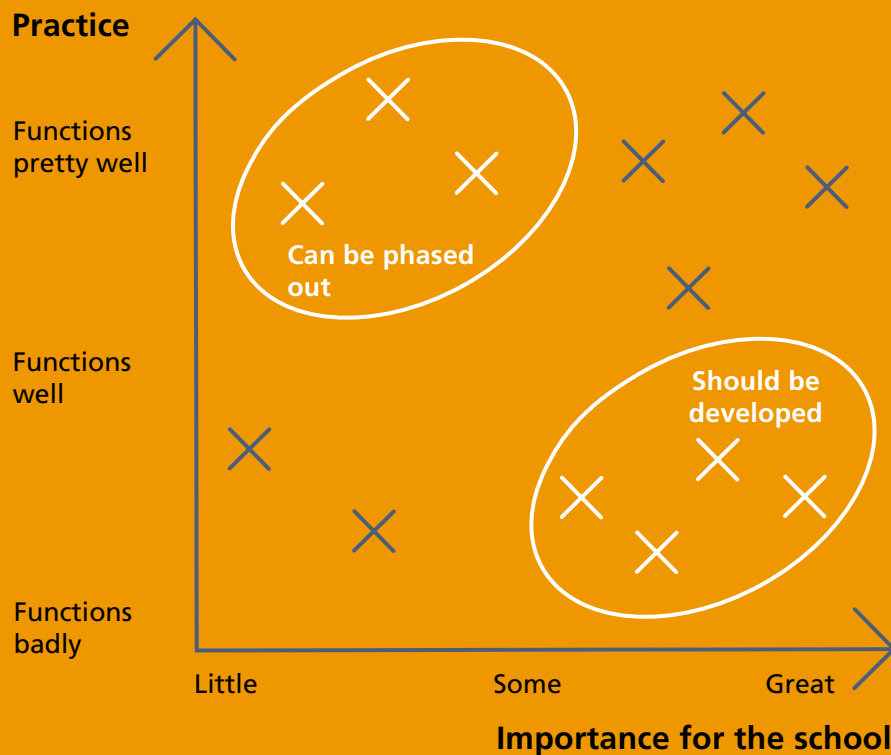 Practice
Functions
pretty well
Can be phased
out
Functions
well
Should be
developed
Functions
badly
Little Some Great
Importance for the school